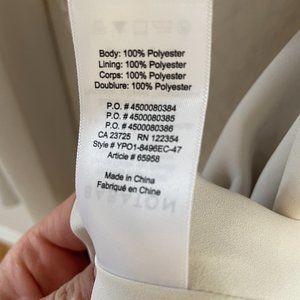 Body: 100% Polyester
Lining: 100% Polyester
Corps: 100% Polyester
Doublure: 100% Polyester
P.O. # 4500080384
P.O. # 4500080385
P.O. # 4500080386
CA 23725 RN 122354
Style # YPO1-8496EC-47
Article # 65958
Made in China
Fabriqué en Chine
BABATON